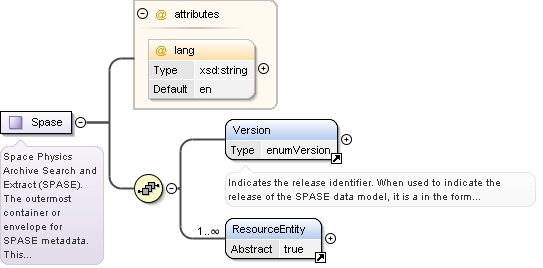 @ attributes
@ lang
Type xsd:string
Default en
Spase
Space Physics
Archive Search and
Extract (SPASE).
The outermost
container or
envelope for
SPASE metadata.
This...
Version
Type enumVersion
Indicates the release identifier. When used to indicate the
release of the SPASE data model, it is a in the form...
1..∞
ResourceEntity
Abstract true